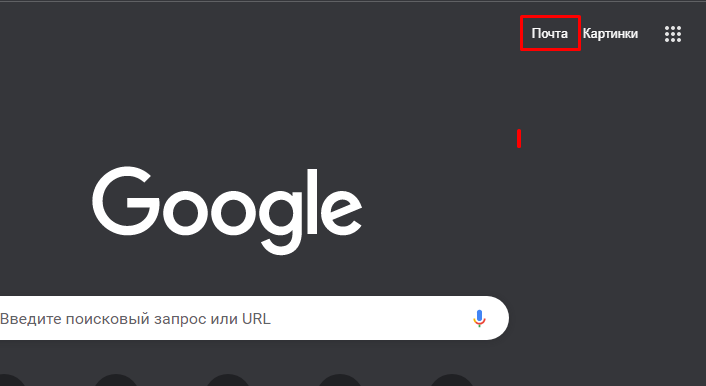 Почта Картинки
Google
Введите поисковый запрос или URL